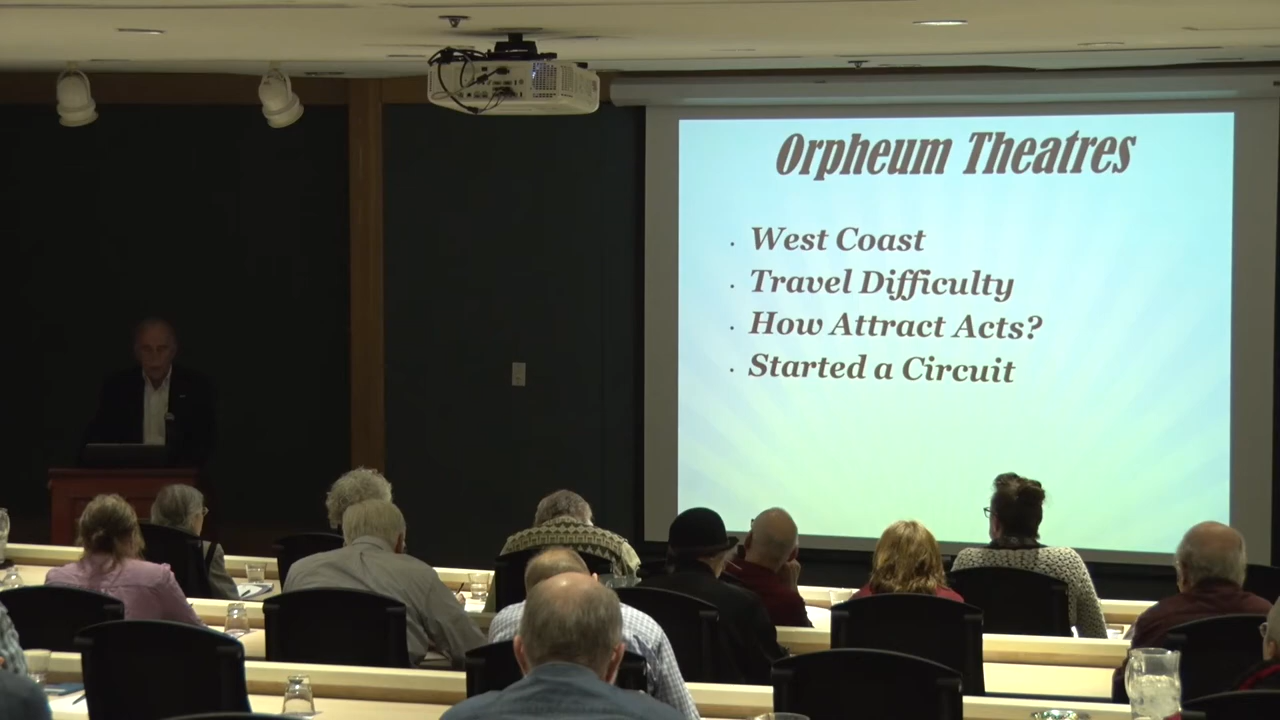 Orpheum Theatres
· West Coast
· Travel Difficulty
· How Attract Acts?
· Started a Circuit